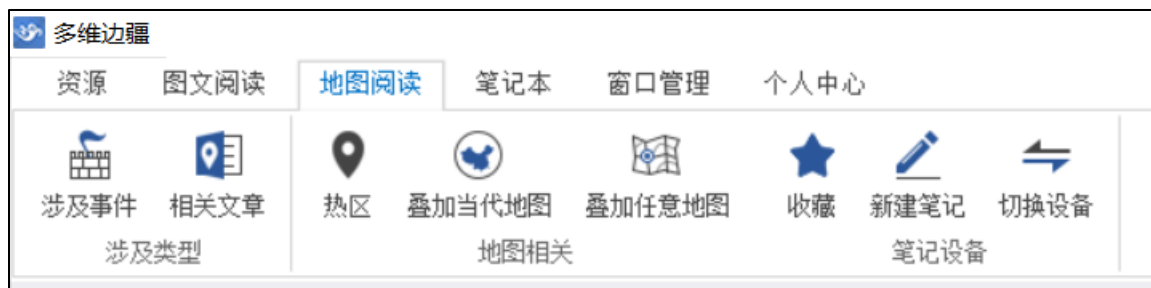 多维边疆
资源 图文阅读 地图阅读 笔记本 窗口管理 个人中心
涉及事件 相关文章 热区 叠加当代地图 叠加任意地图 收藏 新建笔记 切换设备
涉及类型 地图相关 笔记设备